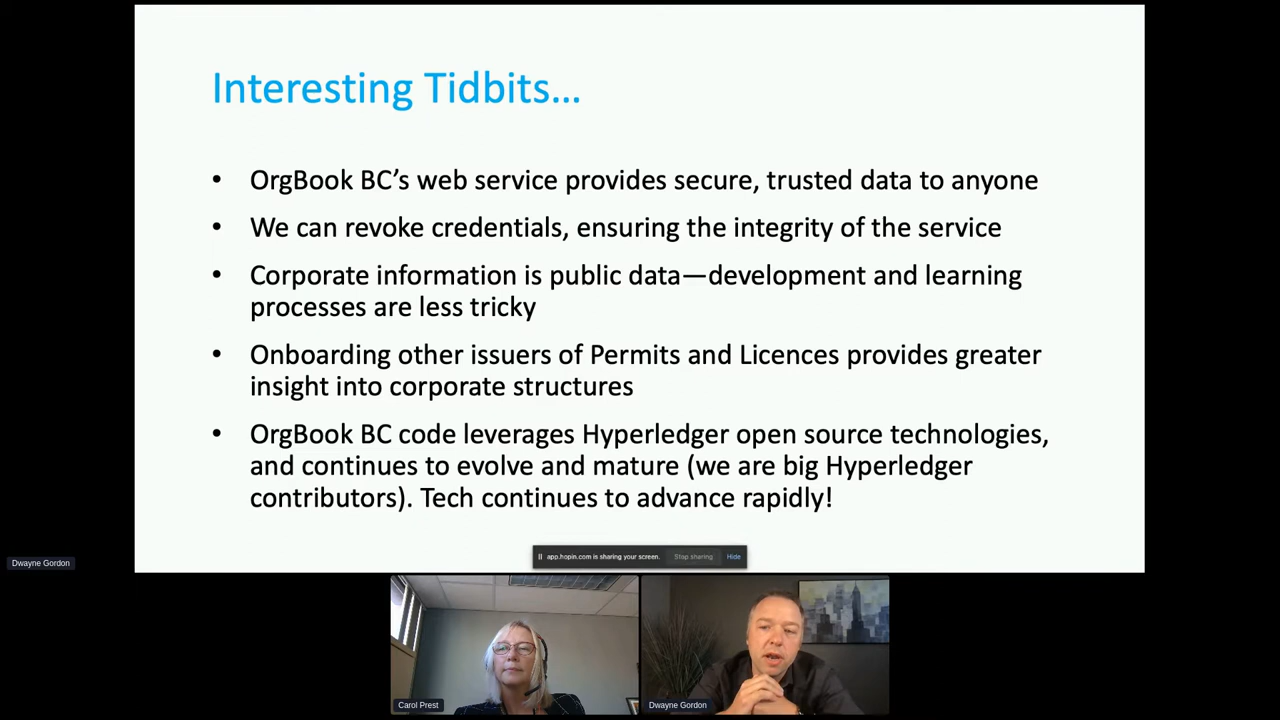 Interesting Tidbits...
• OrgBook BC’s web service provides secure, trusted data to anyone
• We can revoke credentials, ensuring the integrity of the service
• Corporate information is public data—development and learning
processes are less tricky
• Onboarding other issuers of Permits and Licences provides greater
insight into corporate structures
• OrgBook BC code leverages Hyperledger open source technologies,
and continues to evolve and mature (we are big Hyperledger
contributors). Tech continues to advance rapidly!
app.hopin.com is sharing your screen. Stop sharing Hide
Dwayne Gordon
Carol Prest
Dwayne Gordon